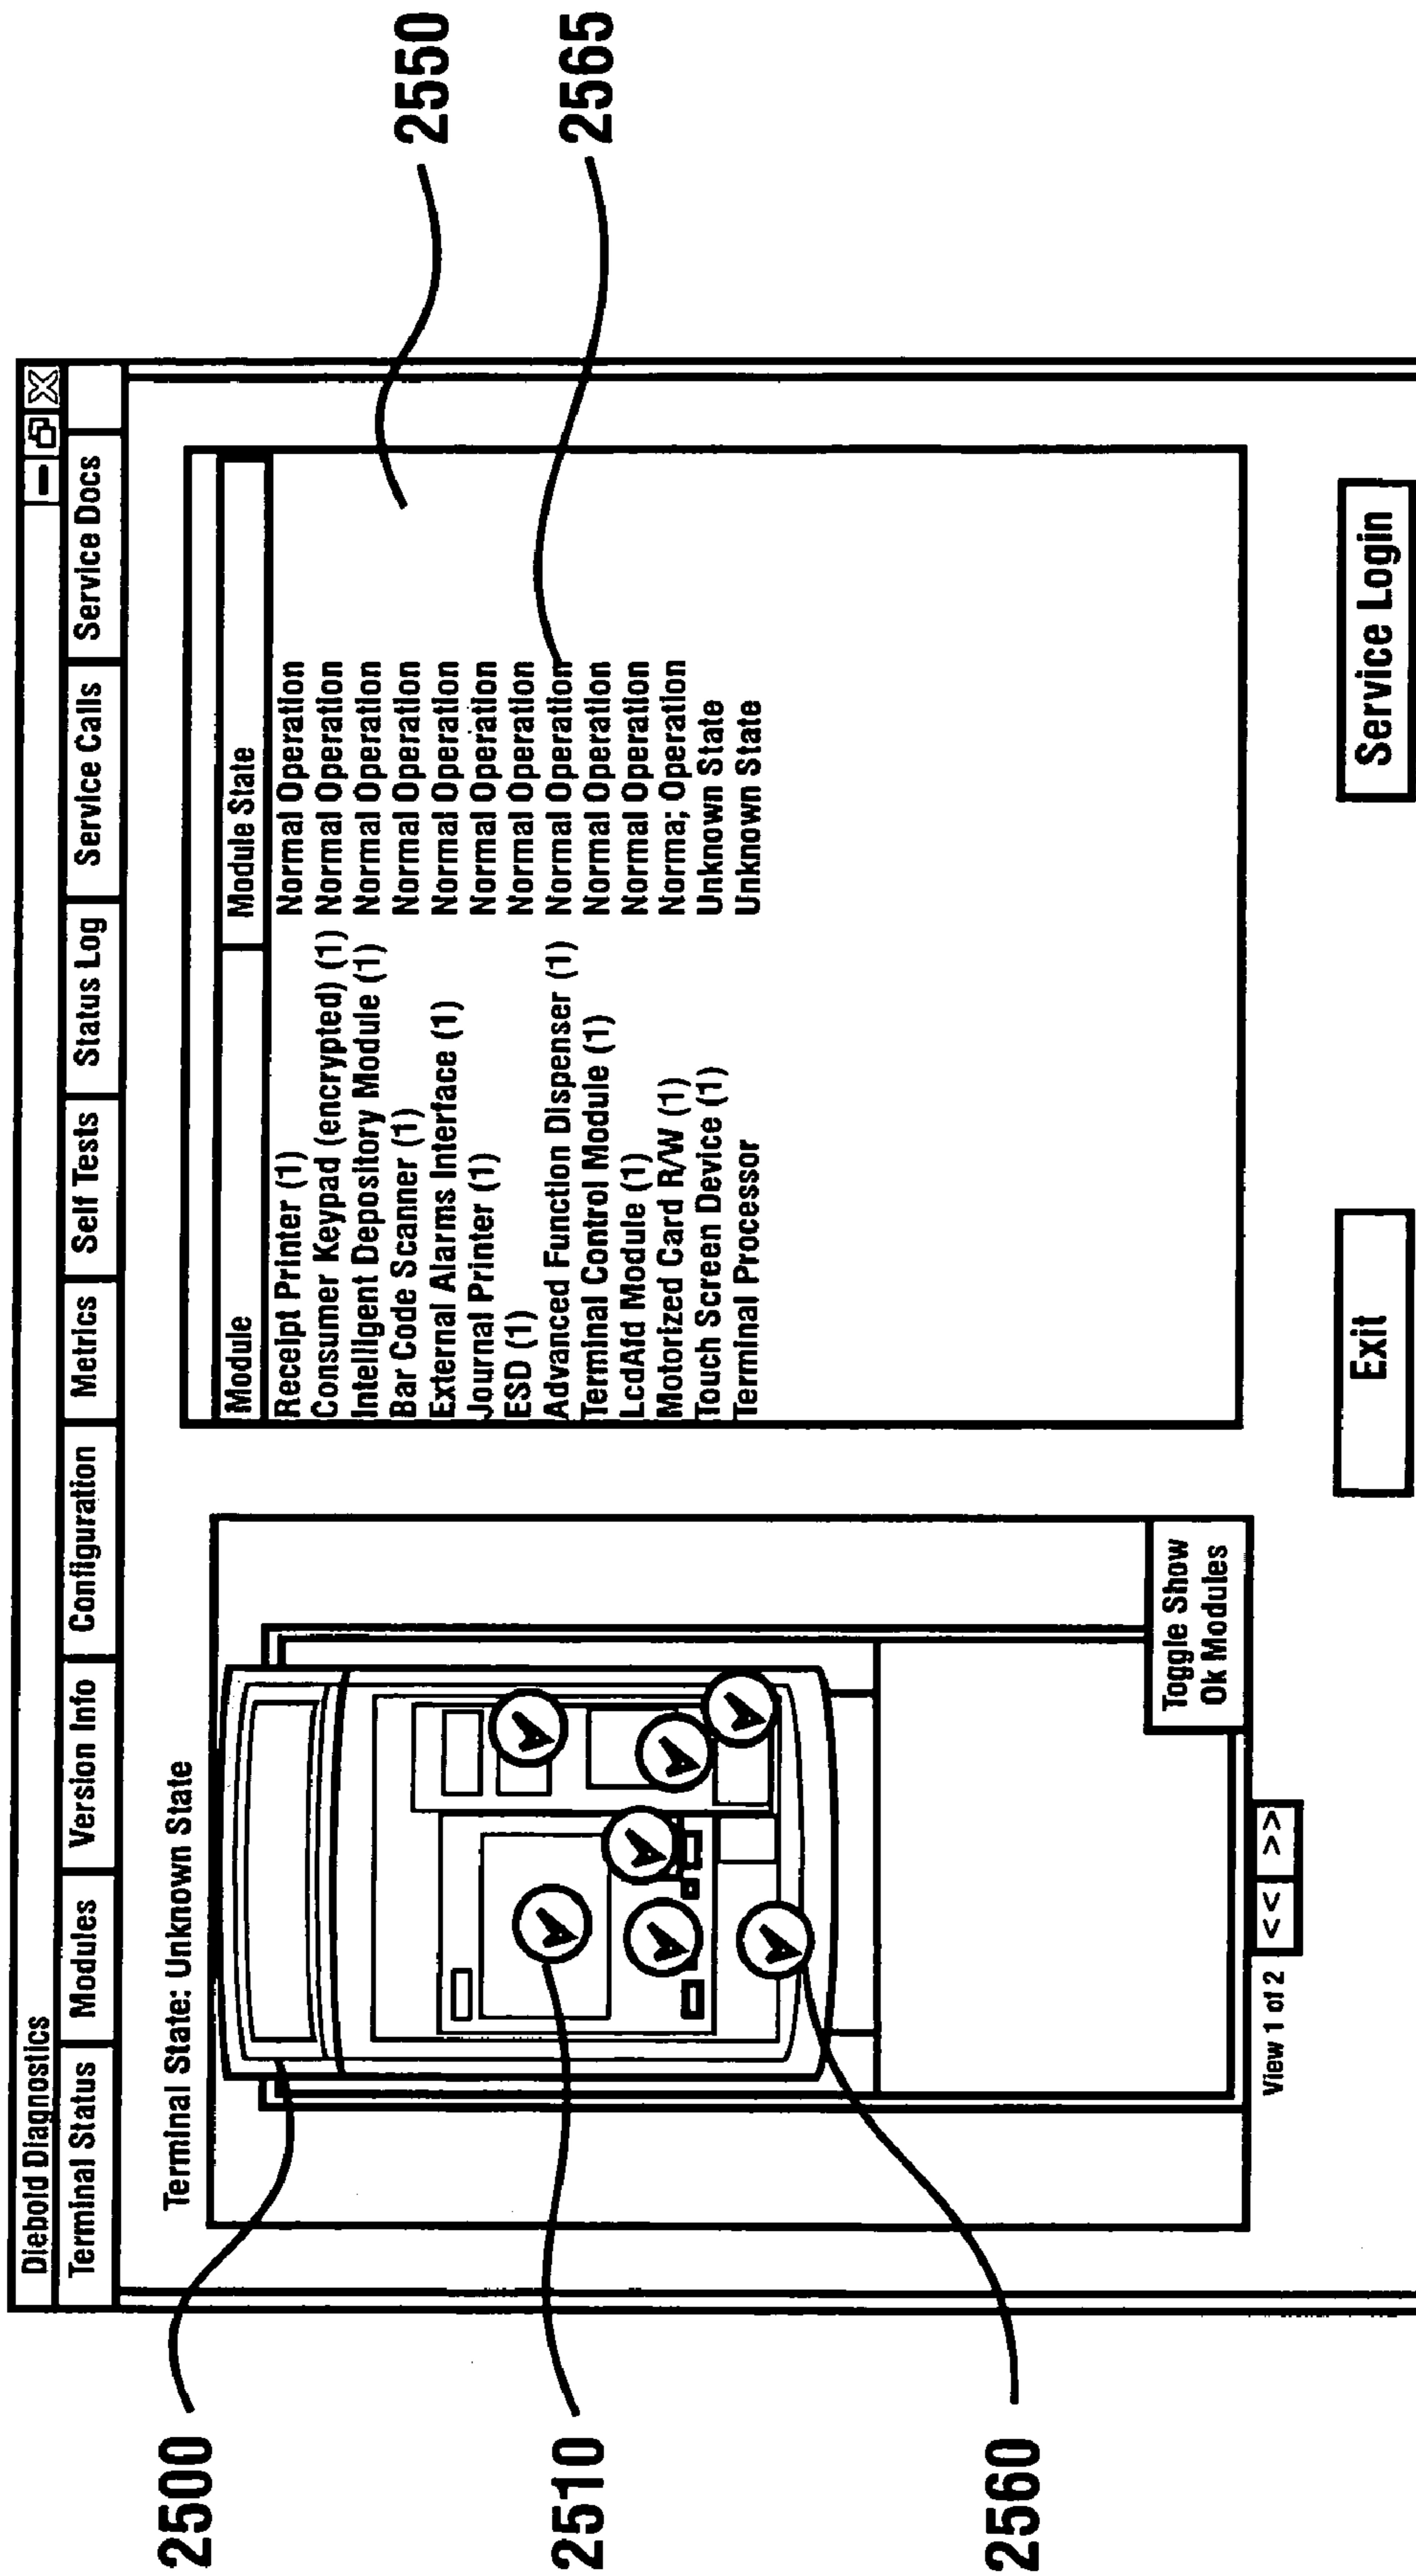 Diebold Diagnostics
Terminal Status Modules Version Info Configuration Metrics Self Tests Status Log Service Calls Service Docs
Terminal State: Unknown State
Toggle Show
Ok Modules
View 1 of 2 << >>
Module Module State
Receipt Printer (1) Normal Operation
Consumer Keypad (encrypted) (1) Normal Operation
Intelligent Depository Module (1) Normal Operation
Bar Code Scanner (1) Normal Operation
External Alarms Interface (1) Normal Operation
Journal Printer (1) Normal Operation
ESD (1) Normal Operation
Advanced Function Dispenser (1) Normal Operation
Terminal Control Module (1) Normal Operation
LcdAfd Module (1) Normal Operation
Motorized Card R/W (1) Norma; Operation
Touch Screen Device (1) Unknown State
Terminal Processor Unknown State
Exit Service Login
2500
2510
2560
2550
2565